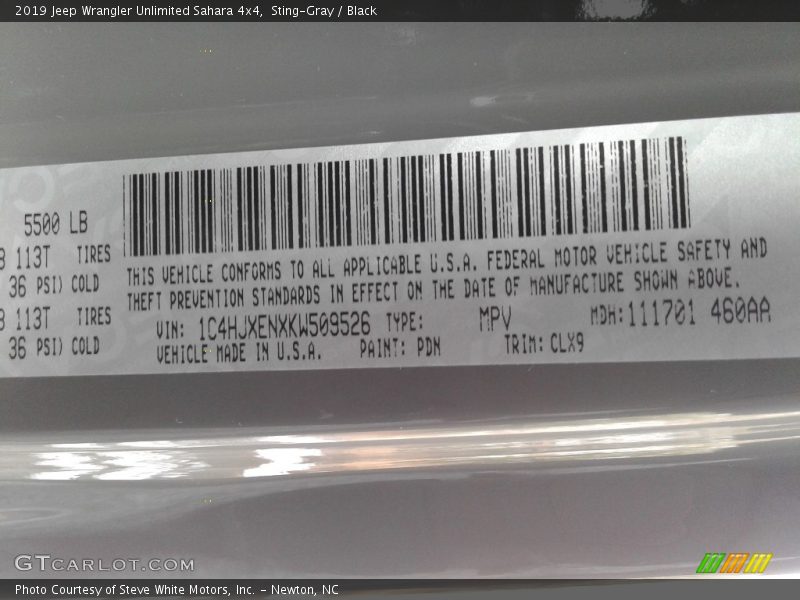 2019 Jeep Wrangler Unlimited Sahara 4x4, Sting-Gray / Black
5500 LB
113T TIRES
36 PSI) COLD
113T TIRES
36 PSI) COLD
THIS VEHICLE CONFORMS TO ALL APPLICABLE U.S.A. FEDERAL MOTOR VEHICLE SAFETY AND
THEFT PREVENTION STANDARDS IN EFFECT ON THE DATE OF MANUFACTURE SHOWN ABOVE.
VIN: 1C4HJXENXKW509526 TYPE: MPV MDH:111701 460AA
VEHICLE MADE IN U.S.A. PAINT: PDN TRIM: CLX9
GTCARLOT.COM
Photo Courtesy of Steve White Motors, Inc. - Newton, NC